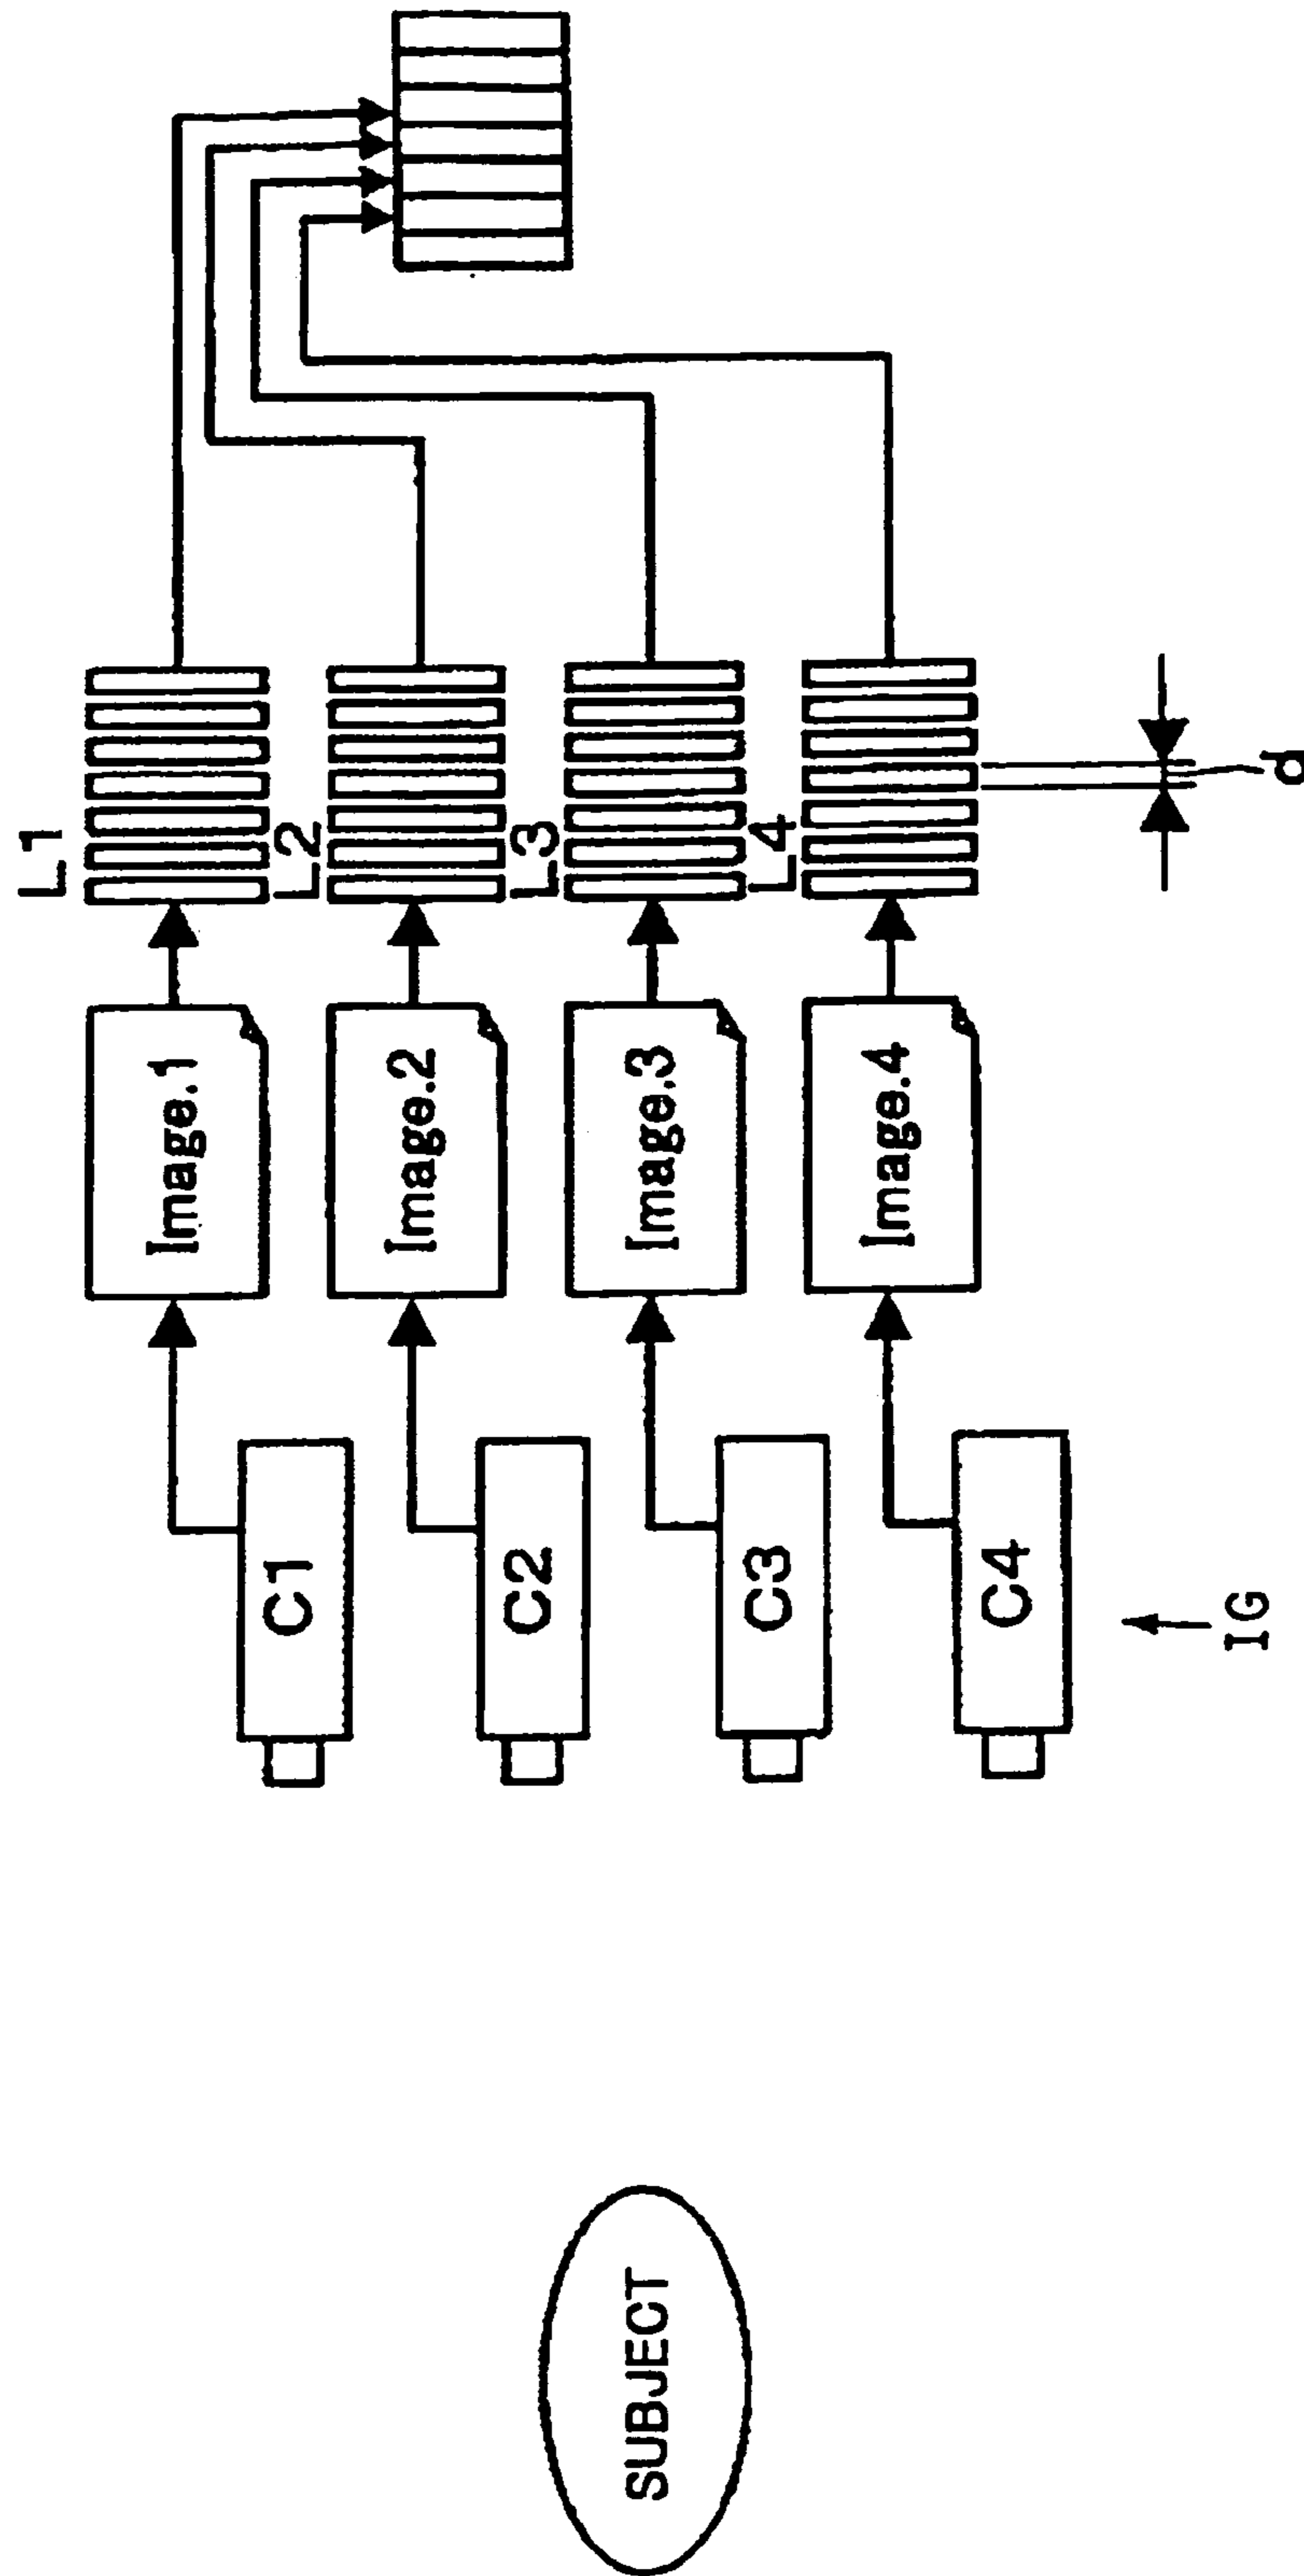 SUBJECT
C1
C2
C3
C4
IG
Image.1
Image.2
Image.3
Image.4
L1
L2
L3
L4
d